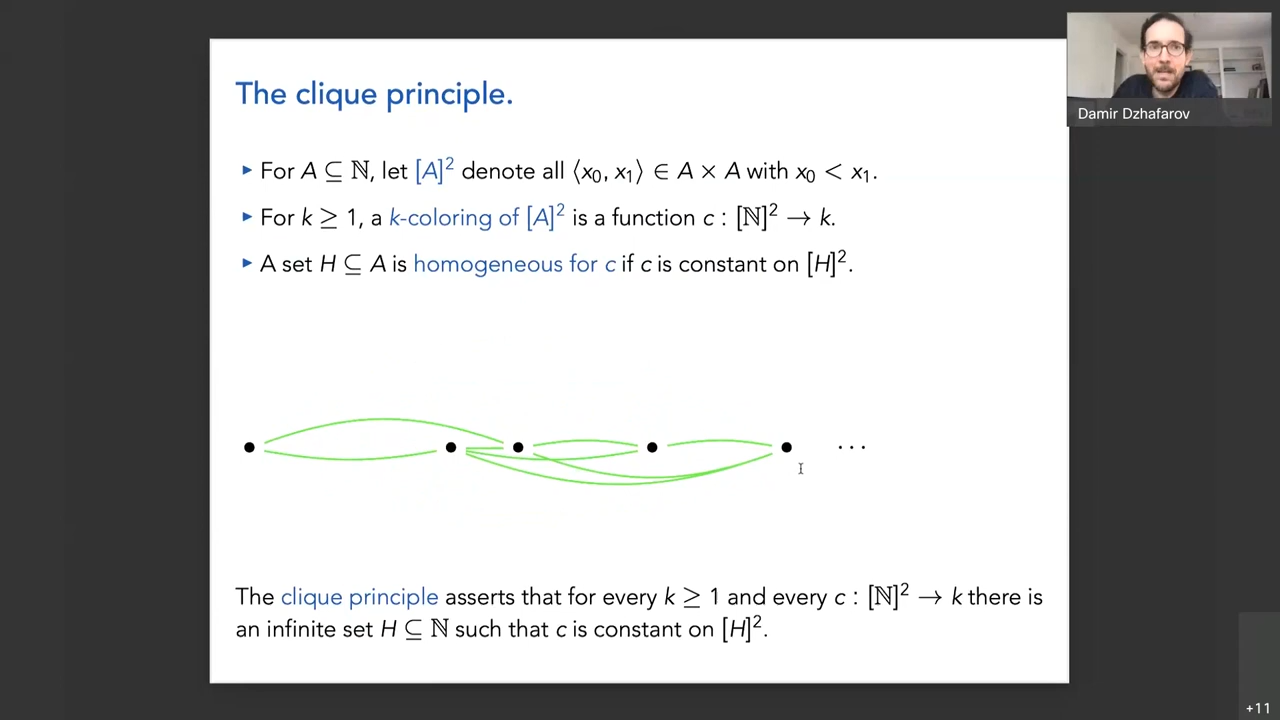 The clique principle.
Damir Dzhafarov
▸ For A ⊆ ℕ, let [A]² denote all ⟨x₀, x₁⟩ ∈ A × A with x₀ < x₁.
▸ For k ≥ 1, a k-coloring of [A]² is a function c : [ℕ]² → k.
▸ A set H ⊆ A is homogeneous for c if c is constant on [H]².
...
The clique principle asserts that for every k ≥ 1 and every c : [ℕ]² → k there is
an infinite set H ⊆ ℕ such that c is constant on [H]².
+11